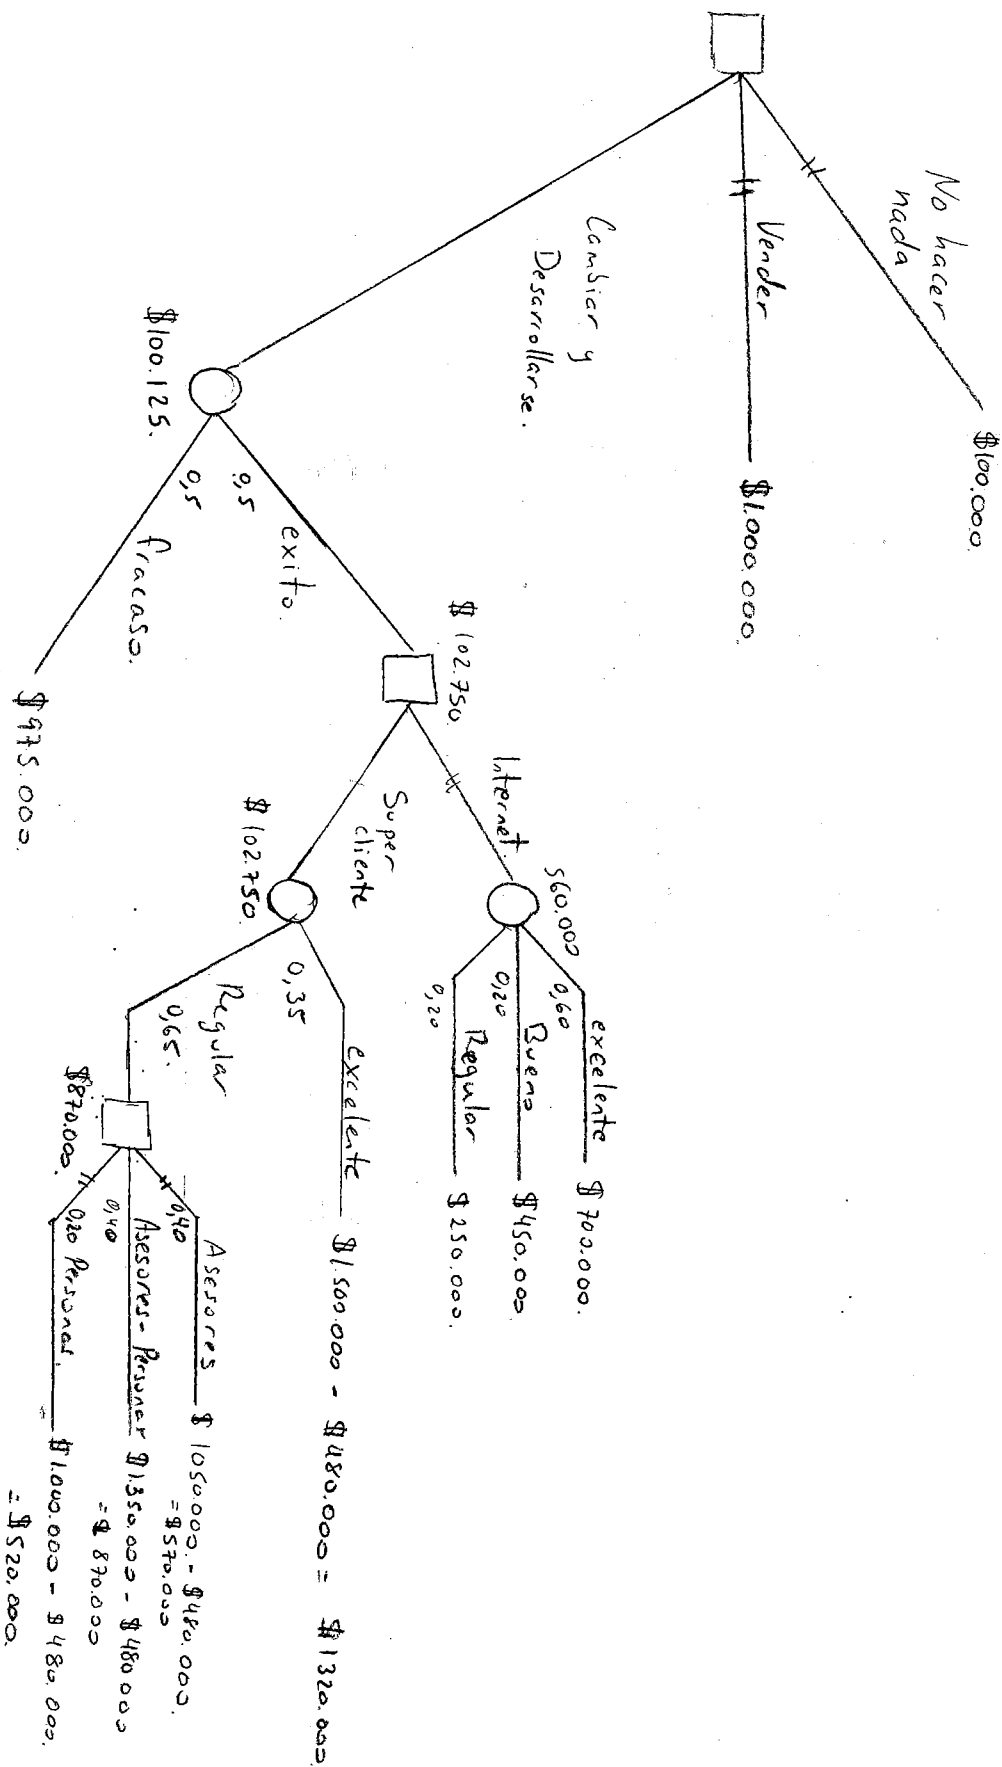 No hacer
nada
$100.000.
Vender
$1.000.000.
Cambiar y
Desarrollarse.
$100.125.
0,5
exito.
0,5
fracaso.
$975.000.
$102.750.
Internet.
560.000
0,60
excelente
$700.000.
0,20
Bueno
$450.000
0,20
Regular
$250.000.
Super
cliente
$102.750.
0,35
excelente
$1.500.000 - $480.000 = $1320.000
Regular
0,65.
$870.000.
0,40
Asesores
$1050.000.- $480.000.
= $570.000
0,40
Asesores - Personas
$1.350.000 - $480000
= $870.000
0,20
Personas.
$1.000.000 - $480.000.
= $520.000.